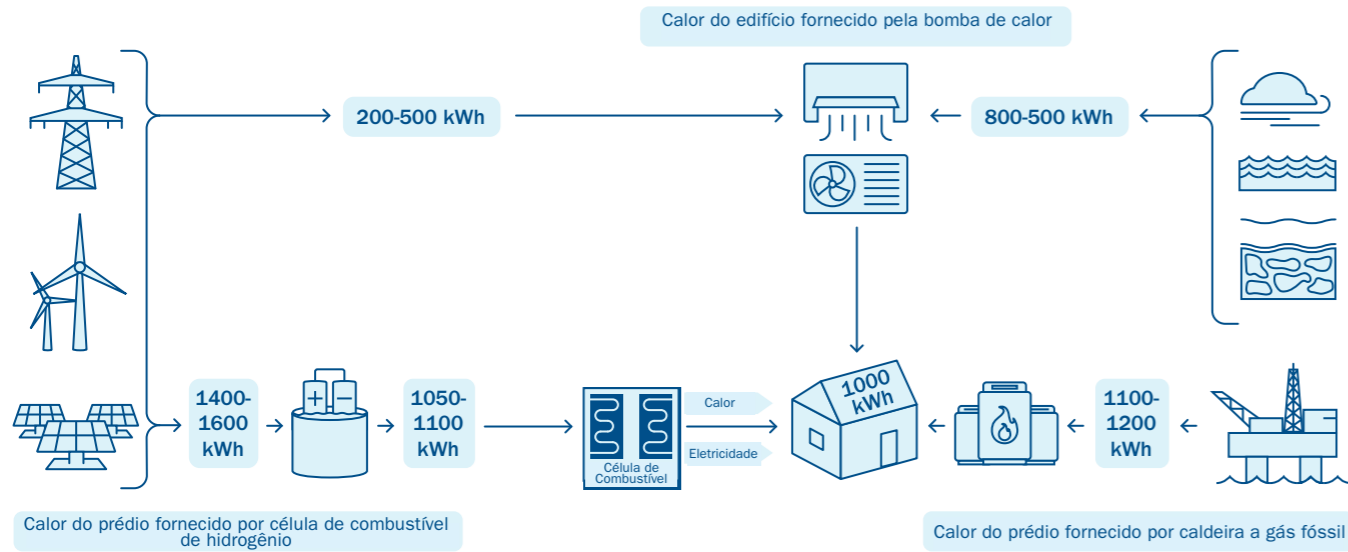 Calor do edifício fornecido pela bomba de calor
200-500 kWh
800-500 kWh
1400-
1600
kWh
+ −
1050-
1100
kWh
Célula de
Combustível
Calor
Eletricidade
1000
kWh
1100-
1200
kWh
Calor do prédio fornecido por célula de combustível
de hidrogênio
Calor do prédio fornecido por caldeira a gás fóssil